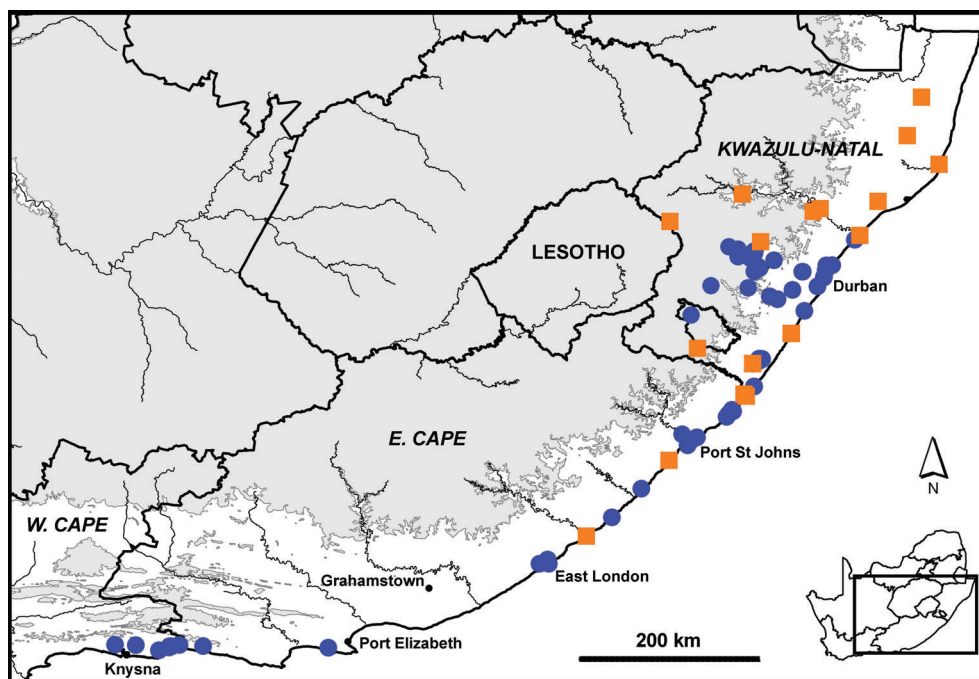 KWAZULU-NATAL
LESOTHO
Durban
E. CAPE
Port St Johns
N
W. CAPE
Grahamstown
East London
Port Elizabeth
200 km
Knysna